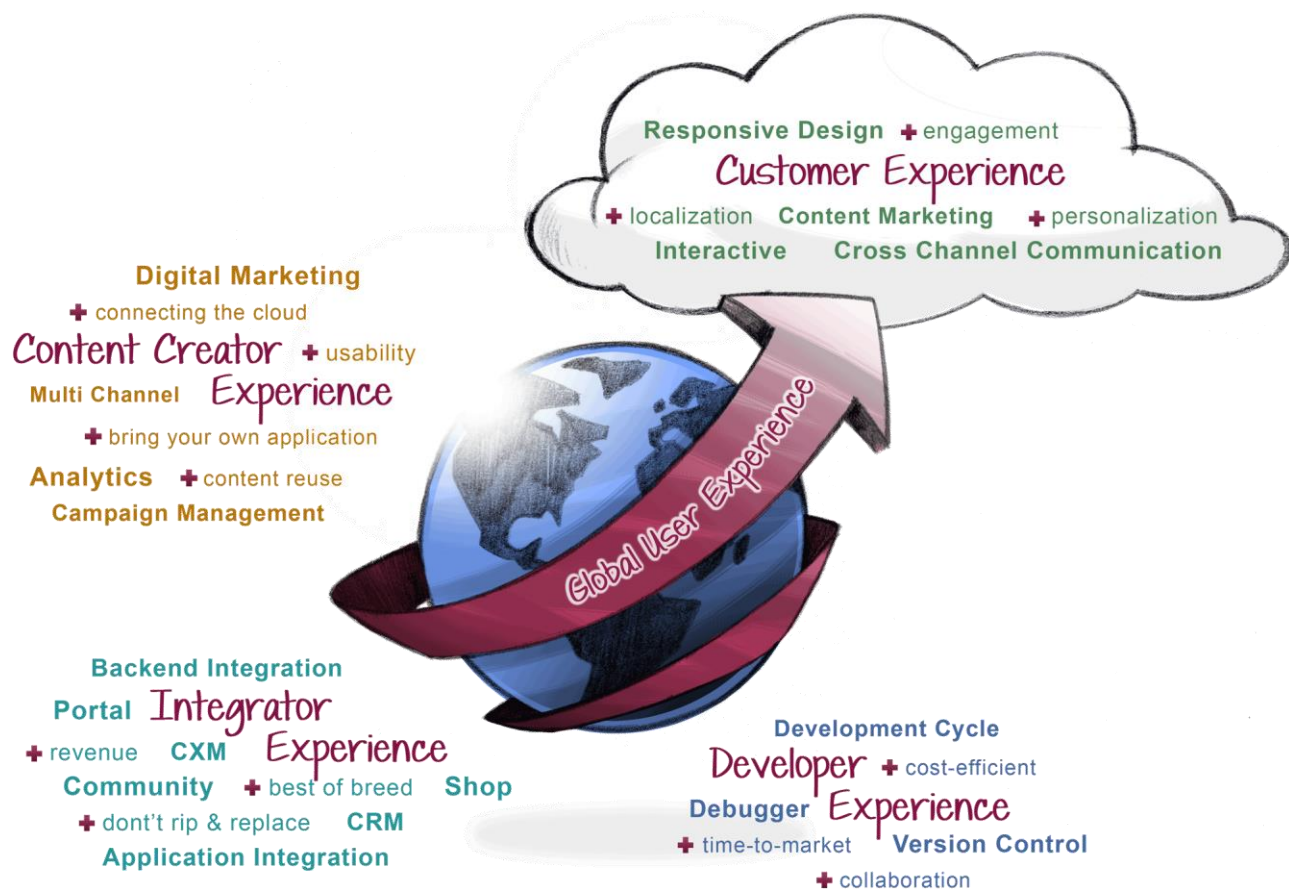 Responsive Design + engagement
Customer Experience
+ localization Content Marketing + personalization
Interactive Cross Channel Communication
Digital Marketing
+ connecting the cloud
Content Creator + usability
Multi Channel Experience
+ bring your own application
Analytics + content reuse
Campaign Management
Global User Experience
Backend Integration
Portal Integrator
+ revenue CXM Experience
Community + best of breed Shop
+ dont't rip & replace CRM
Application Integration
Development Cycle
Developer + cost-efficient
Debugger Experience
+ time-to-market Version Control
+ collaboration